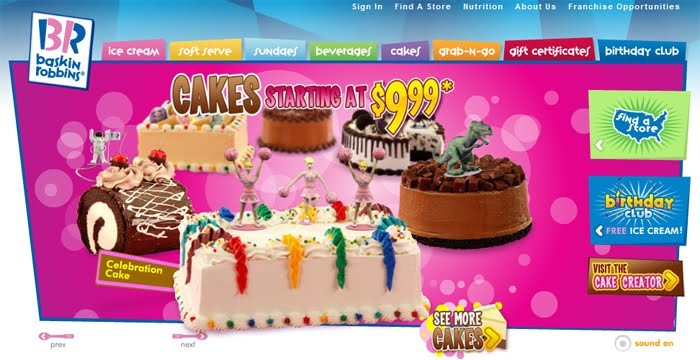 Sign In Find A Store Nutrition About Us Franchise Opportunities
BR
baskin
robbins®
ice cream soft serve sundaes beverages cakes grab-n-go gift certificates birthday club
CAKES STARTING AT $9.99*
find a
store
birthday
club
FREE ICE CREAM!
VISIT THE
CAKE CREATOR
Celebration
Cake
SEE MORE
CAKES
prev next sound on